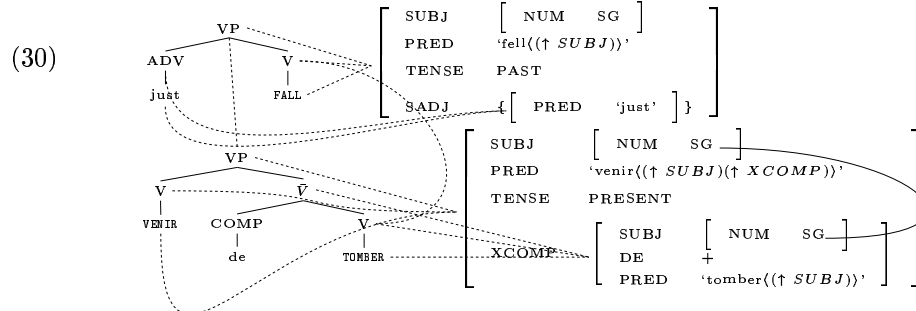 (30)
VP
ADV V
just FALL
SUBJ [ NUM SG ]
PRED ‘fell⟨(↑ SUBJ)⟩’
TENSE PAST
SADJ {[ PRED ‘just’ ]}
VP
V V̄
VENIR COMP V
de TOMBER
SUBJ [ NUM SG ]
PRED ‘venir⟨(↑ SUBJ)(↑ XCOMP)⟩’
TENSE PRESENT
XCOMP
SUBJ [ NUM SG ]
DE +
PRED ‘tomber⟨(↑ SUBJ)⟩’